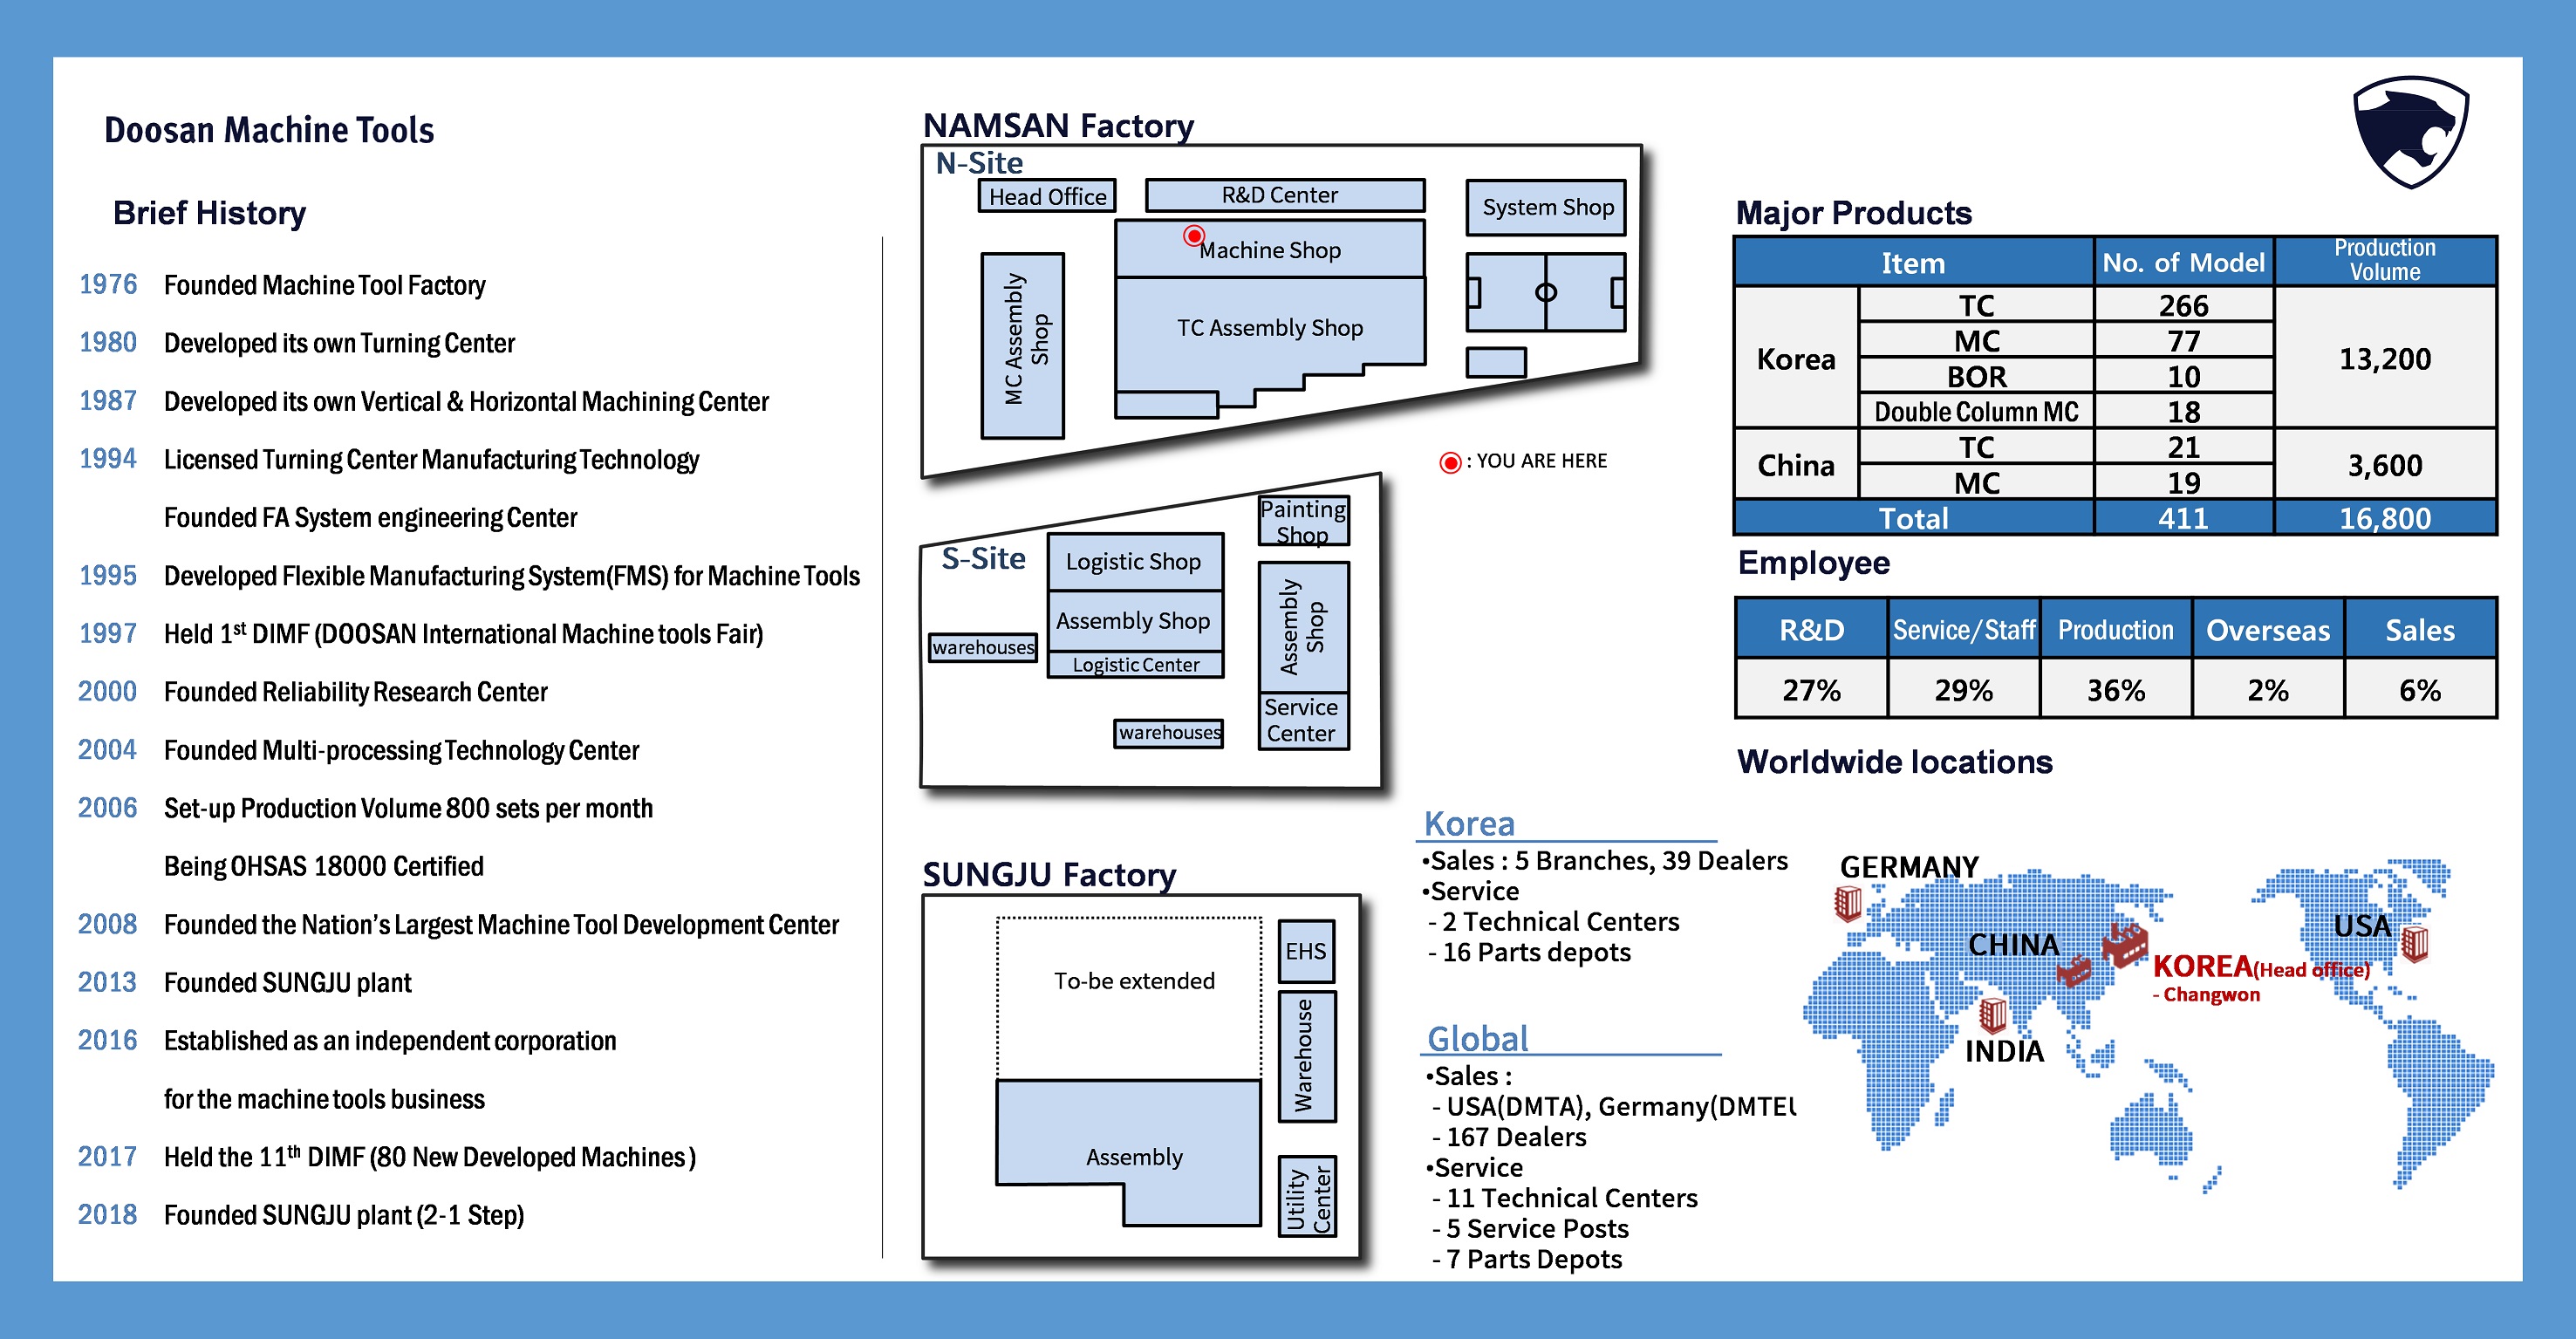 Doosan Machine Tools
Brief History
1976 Founded Machine Tool Factory
1980 Developed its own Turning Center
1987 Developed its own Vertical & Horizontal Machining Center
1994 Licensed Turning Center Manufacturing Technology
Founded FA System engineering Center
1995 Developed Flexible Manufacturing System(FMS) for Machine Tools
1997 Held 1st DIMF (DOOSAN International Machine tools Fair)
2000 Founded Reliability Research Center
2004 Founded Multi-processing Technology Center
2006 Set-up Production Volume 800 sets per month
Being OHSAS 18000 Certified
2008 Founded the Nation’s Largest Machine Tool Development Center
2013 Founded SUNGJU plant
2016 Established as an independent corporation
for the machine tools business
2017 Held the 11th DIMF (80 New Developed Machines)
2018 Founded SUNGJU plant (2-1 Step)
NAMSAN Factory
N-Site
Head Office
R&D Center
System Shop
Machine Shop
MC Assembly
Shop
TC Assembly Shop
: YOU ARE HERE
S-Site
Painting
Shop
Logistic Shop
Assembly Shop
Logistic Center
warehouses
Assembly
Shop
Service
Center
warehouses
SUNGJU Factory
To-be extended
EHS
Warehouse
Assembly
Utility
Center
Korea
•Sales : 5 Branches, 39 Dealers
•Service
- 2 Technical Centers
- 16 Parts depots
Global
•Sales :
- USA(DMTA), Germany(DMTEU
- 167 Dealers
•Service
- 11 Technical Centers
- 5 Service Posts
- 7 Parts Depots
Major Products
Item No. of Model Production
Volume
Korea TC 266 13,200
MC 77
BOR 10
Double Column MC 18
China TC 21 3,600
MC 19
Total 411 16,800
Employee
R&D Service/Staff Production Overseas Sales
27% 29% 36% 2% 6%
Worldwide locations
GERMANY
CHINA
USA
KOREA(Head office)
- Changwon
INDIA